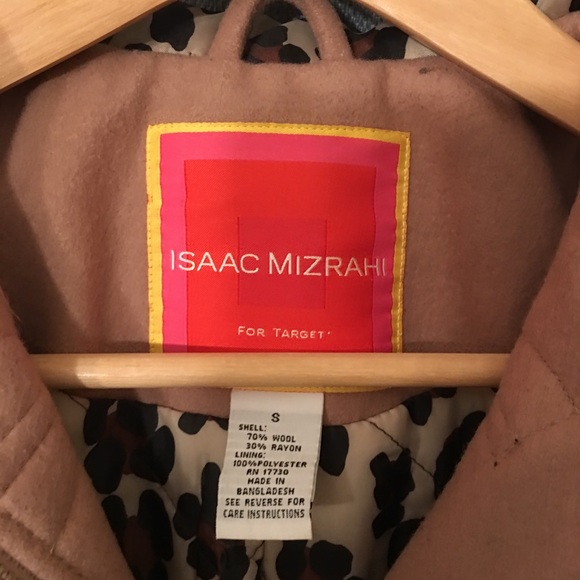 ISAAC MIZRAHI
FOR TARGET
S
SHELL:
70% WOOL
30% RAYON
LINING:
100%POLYESTER
RN 17730
MADE IN
BANGLADESH
SEE REVERSE FOR
CARE INSTRUCTIONS